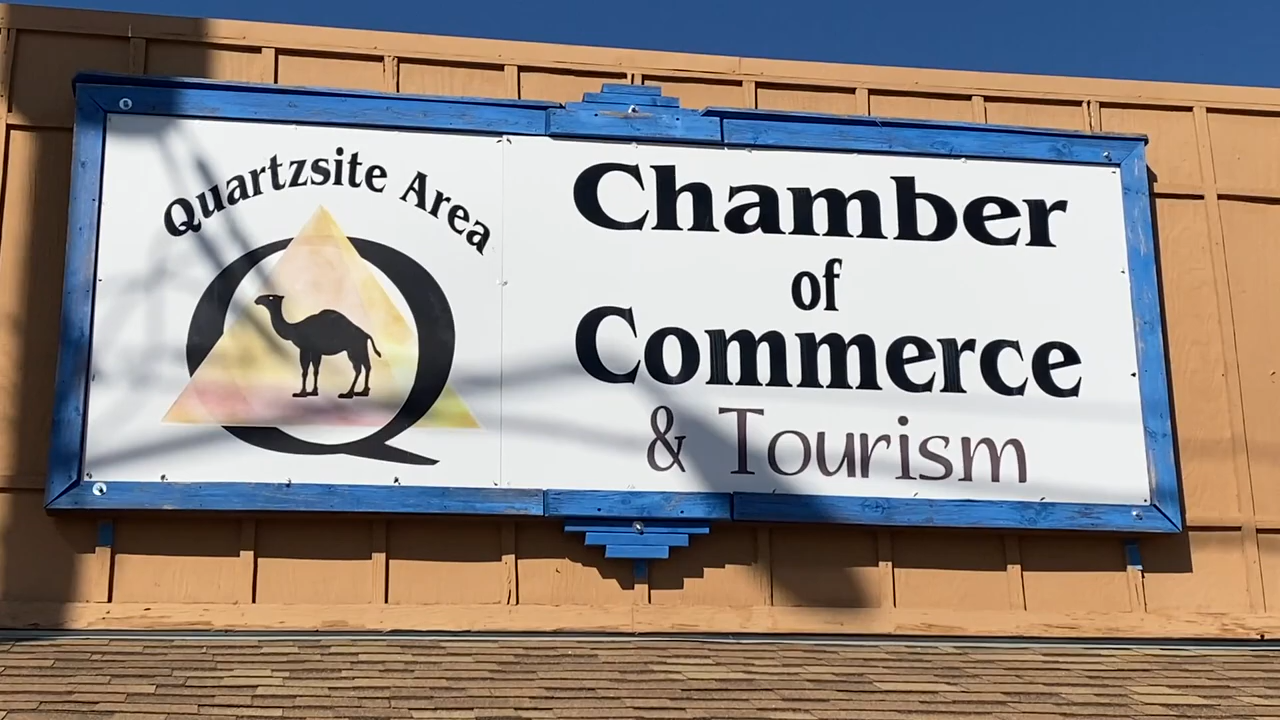 Quartzsite Area
Q
Chamber
of
Commerce
& Tourism